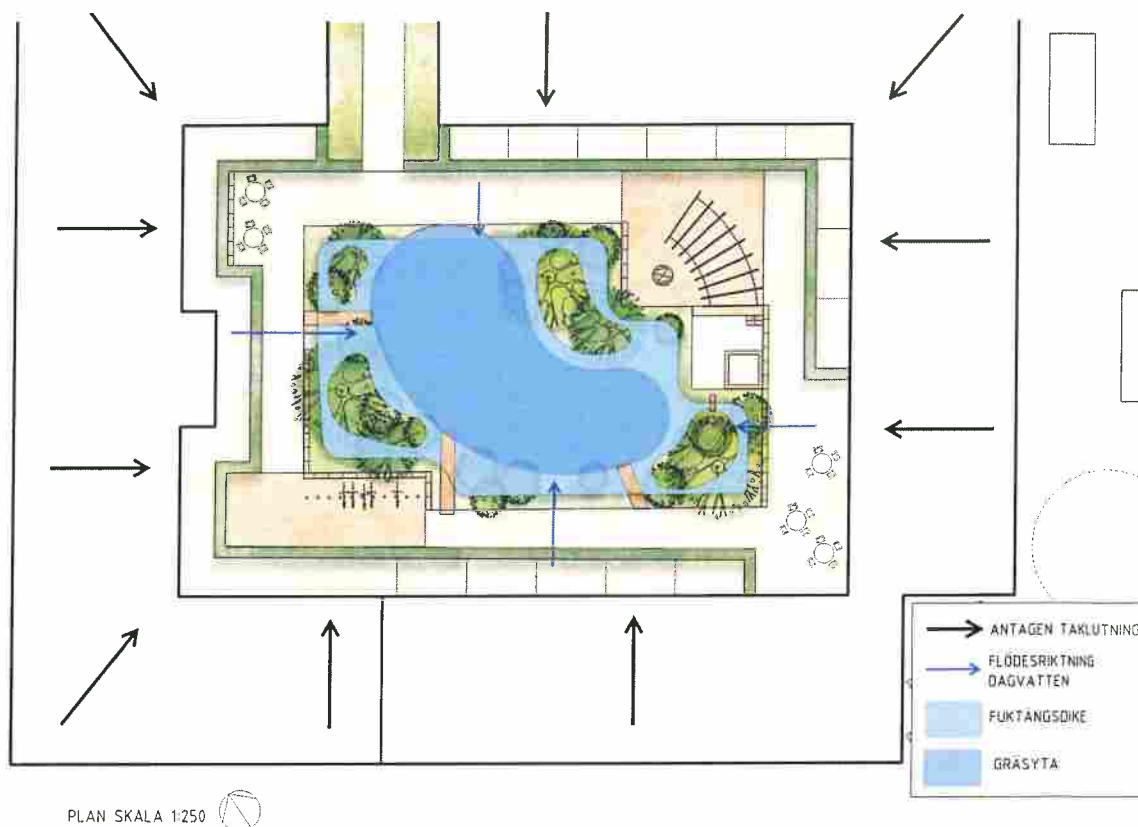 ANTAGEN TAKLUTNING
FLÖDESRIKTNING
DAGVATTEN
FUKTÄNGSDIKE
GRÄSYTA
PLAN SKALA 1:250